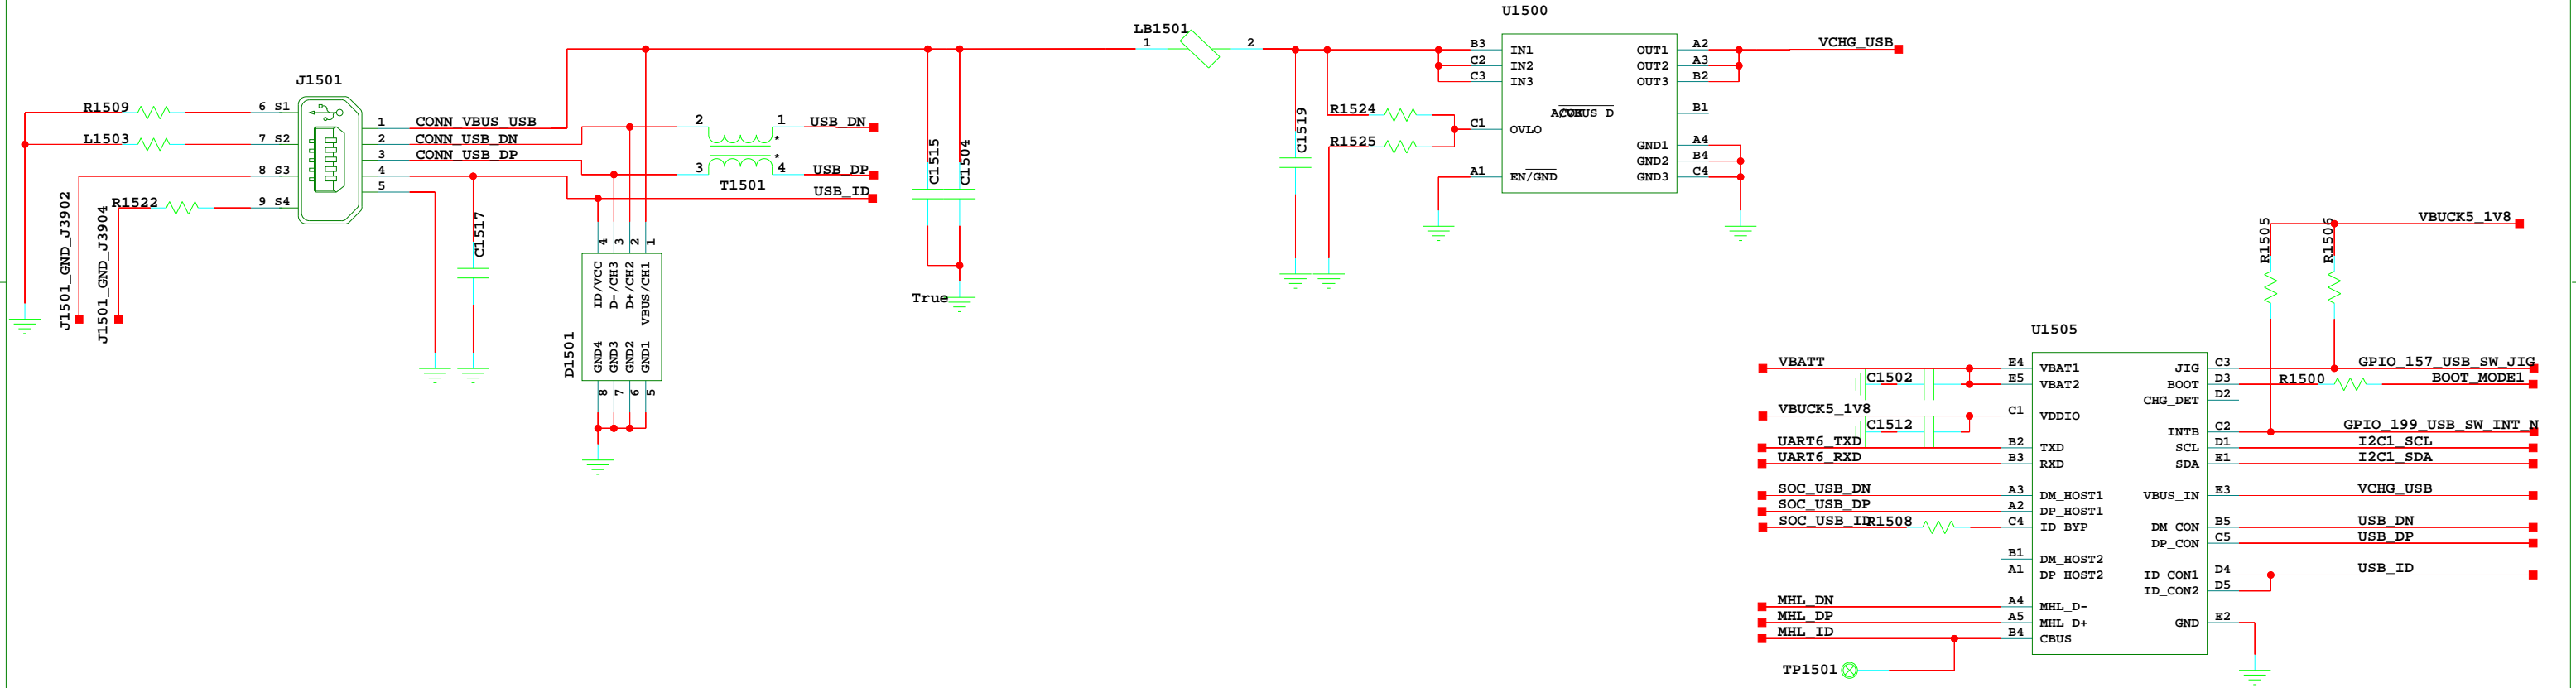 J1501
R1509
L1503
R1522
6 S1
7 S2
8 S3
9 S4
1
2
3
4
5
CONN_VBUS_USB
CONN_USB_DN
CONN_USB_DP
J1501_GND_J3902
J1501_GND_J3904
C1517
2
1
USB_DN
3
4
USB_DP
T1501
USB_ID
4
3
2
1
ID/VCC
D-/CH3
D+/CH2
VBUS/CH1
GND4
GND3
GND2
GND1
D1501
8
7
6
5
C1515
C1504
True
LB1501
1
2
C1519
R1524
R1525
U1500
B3
C2
C3
C1
A1
IN1
IN2
IN3
OVLO
EN/GND
OUT1
OUT2
OUT3
GND1
GND2
GND3
A2
A3
B2
B1
A4
B4
C4
VCHG_USB
VBUCK5_1V8
R1505
U1505
VBATT
C1502
VBUCK5_1V8
C1512
UART6_TXD
UART6_RXD
SOC_USB_DN
SOC_USB_DP
SOC_USB_ID
R1508
MHL_DN
MHL_DP
MHL_ID
TP1501
E4
E5
C1
B2
B3
A3
A2
C4
B1
A1
A4
A5
B4
VBAT1
VBAT2
VDDIO
TXD
RXD
DM_HOST1
DP_HOST1
ID_BYP
DM_HOST2
DP_HOST2
MHL_D-
MHL_D+
CBUS
JIG
BOOT
CHG_DET
INTB
SCL
SDA
VBUS_IN
DM_CON
DP_CON
ID_CON1
ID_CON2
GND
C3
D3
D2
C2
D1
E1
E3
B5
C5
D4
D5
E2
GPIO_157_USB_SW_JIG
R1500
BOOT_MODE1
GPIO_199_USB_SW_INT_N
I2C1_SCL
I2C1_SDA
VCHG_USB
USB_DN
USB_DP
USB_ID